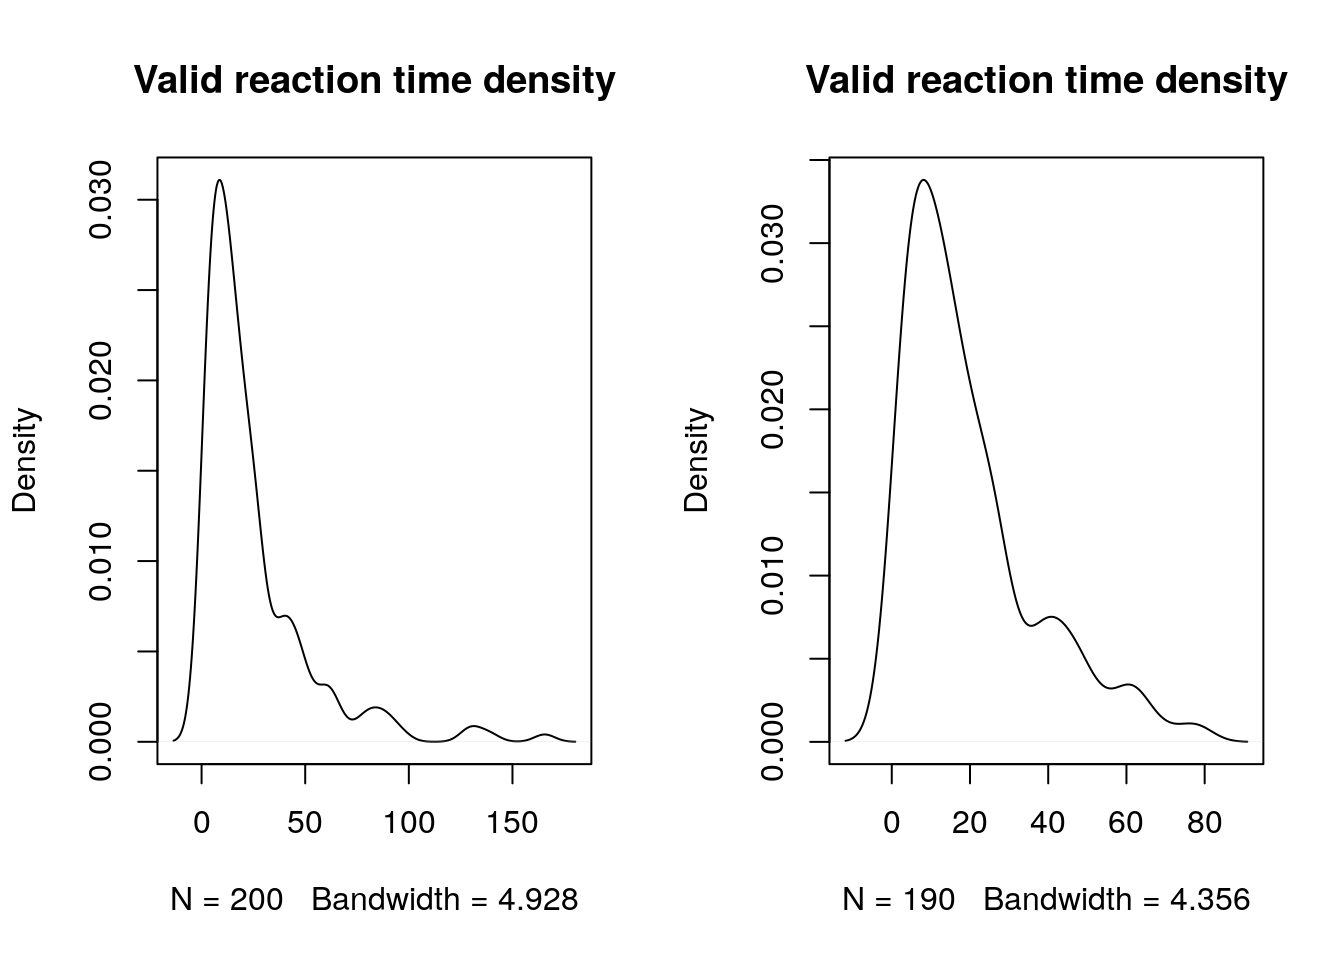 Valid reaction time density
Density
0.000
0.010
0.020
0.030
0
50
100
150
N = 200   Bandwidth = 4.928
Valid reaction time density
Density
0.000
0.010
0.020
0.030
0
20
40
60
80
N = 190   Bandwidth = 4.356